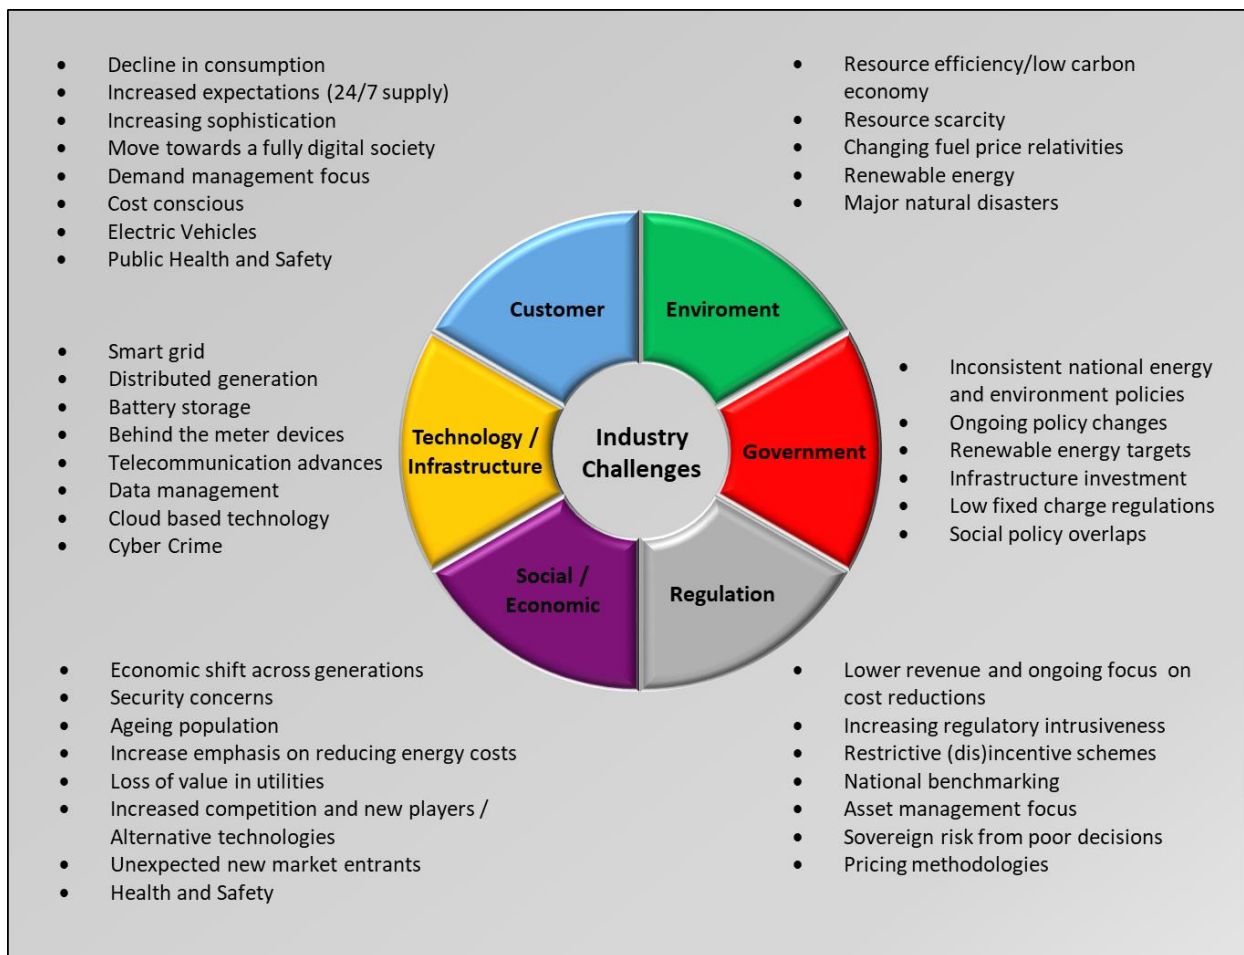 • Decline in consumption
• Increased expectations (24/7 supply)
• Increasing sophistication
• Move towards a fully digital society
• Demand management focus
• Cost conscious
• Electric Vehicles
• Public Health and Safety
• Resource efficiency/low carbon
economy
• Resource scarcity
• Changing fuel price relativities
• Renewable energy
• Major natural disasters
Customer
Enviroment
• Smart grid
• Distributed generation
• Battery storage
• Behind the meter devices
• Telecommunication advances
• Data management
• Cloud based technology
• Cyber Crime
Technology /
Infrastructure
Industry
Challenges
Government
• Inconsistent national energy
and environment policies
• Ongoing policy changes
• Renewable energy targets
• Infrastructure investment
• Low fixed charge regulations
• Social policy overlaps
Social /
Economic
Regulation
• Economic shift across generations
• Security concerns
• Ageing population
• Increase emphasis on reducing energy costs
• Loss of value in utilities
• Increased competition and new players /
Alternative technologies
• Unexpected new market entrants
• Health and Safety
• Lower revenue and ongoing focus on
cost reductions
• Increasing regulatory intrusiveness
• Restrictive (dis)incentive schemes
• National benchmarking
• Asset management focus
• Sovereign risk from poor decisions
• Pricing methodologies